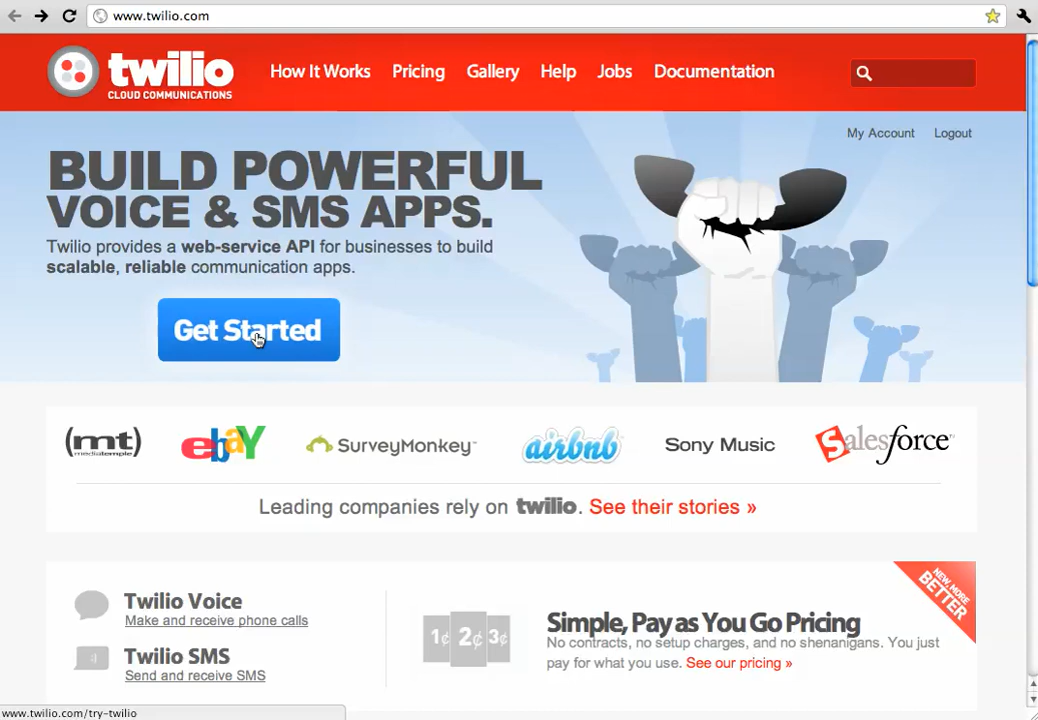 www.twilio.com
twilio
CLOUD COMMUNICATIONS
How It Works Pricing Gallery Help Jobs Documentation
My Account Logout
BUILD POWERFUL
VOICE & SMS APPS.
Twilio provides a web-service API for businesses to build
scalable, reliable communication apps.
Get Started
(mt) mediatemple ebay SurveyMonkey airbnb Sony Music Salesforce
Leading companies rely on twilio. See their stories »
NEW, MORE
BETTER
Twilio Voice
Make and receive phone calls
Twilio SMS
Send and receive SMS
1¢ 2¢ 3¢
Simple, Pay as You Go Pricing
No contracts, no setup charges, and no shenanigans. You just
pay for what you use. See our pricing »
www.twilio.com/try-twilio